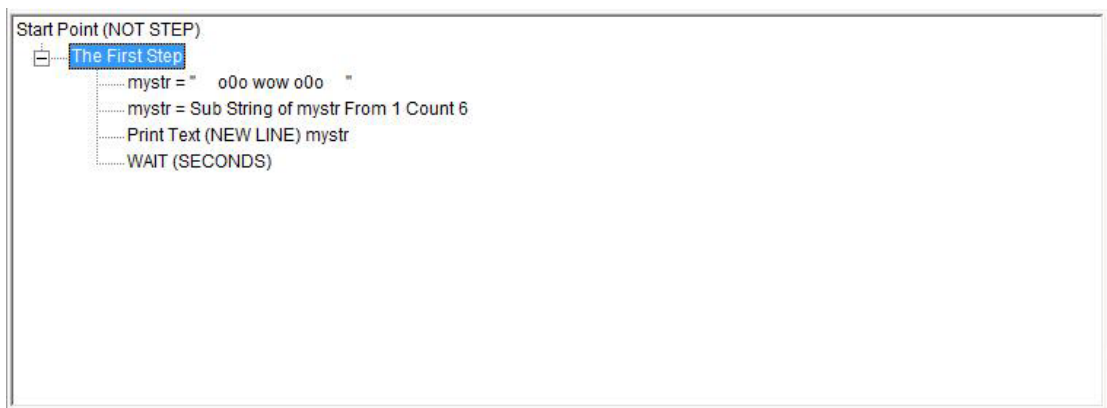 Start Point (NOT STEP)
The First Step
mystr = "     o0o wow o0o     "
mystr = Sub String of mystr From 1 Count 6
Print Text (NEW LINE) mystr
WAIT (SECONDS)